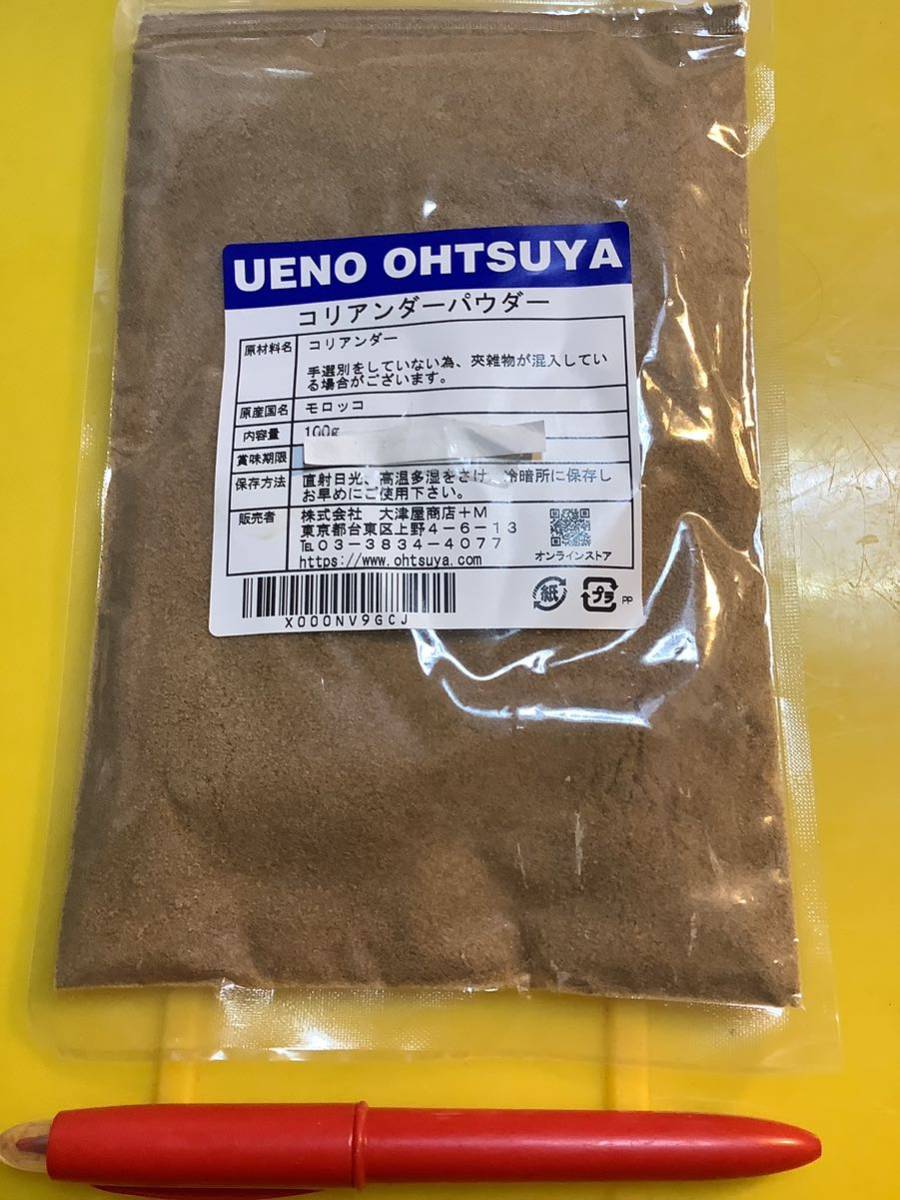 UENO OHTSUYA
コリアンダーパウダー
原材料名 コリアンダー
手選別をしていない為、夾雑物が混入してい
る場合がございます。
原産国名 モロッコ
内容量 100g
賞味期限
保存方法 直射日光、高温多湿をさけ 冷暗所に保存し
お早めにご使用下さい。
販売者 株式会社 大津屋商店+M
東京都台東区上野4-6-13
℡03-3834-4077
https://www.ohtsuya.com
オンラインストア
X000NV9GCJ
紙
プラ
PP